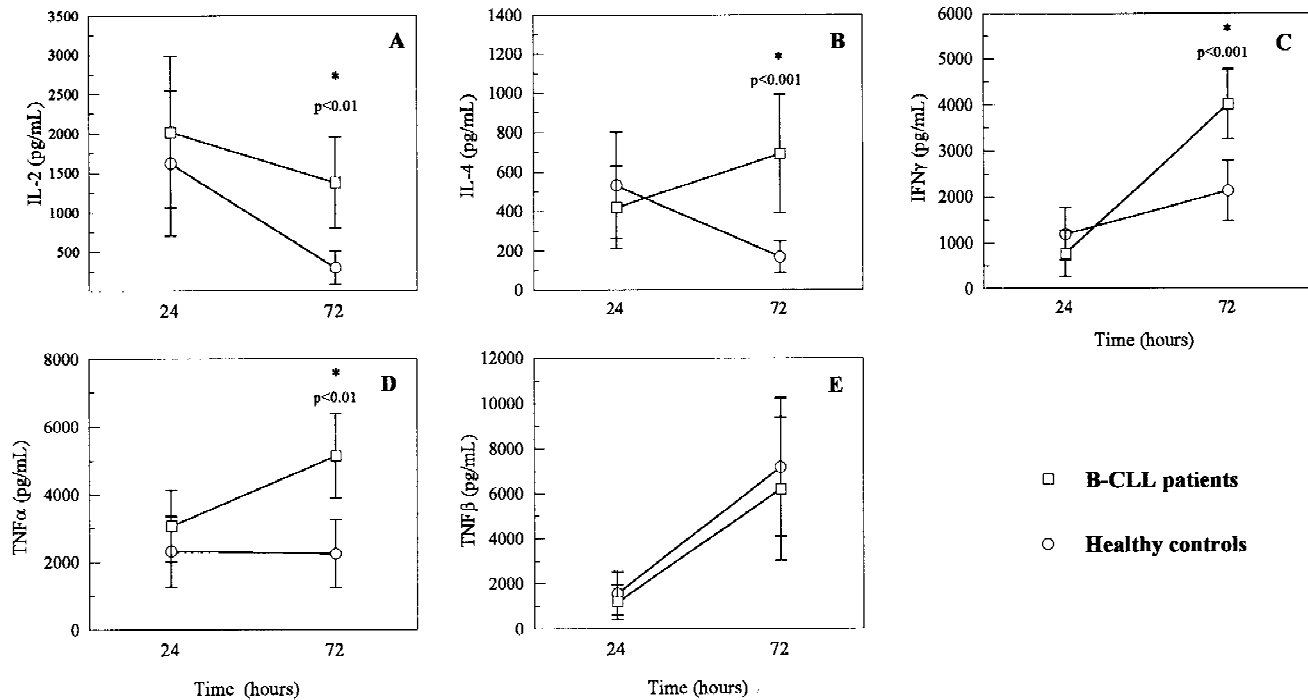 A
IL-2 (pg/mL)
3500
3000
2750
2500
2000
1750
1500
1250
750
500
*
p<0.01
24
72
B
IL-4 (pg/mL)
1400
1200
1000
800
600
400
200
0
*
p<0.001
24
72
C
IFNγ (pg/mL)
6000
5000
4000
3000
2000
1000
0
*
p<0.001
24
72
Time (hours)
D
TNFα (pg/mL)
8000
6000
4000
2000
0
*
p<0.01
24
72
Time (hours)
E
TNFβ (pg/mL)
12000
10000
8000
6000
4000
2000
0
24
72
Time (hours)
B-CLL patients
Healthy controls